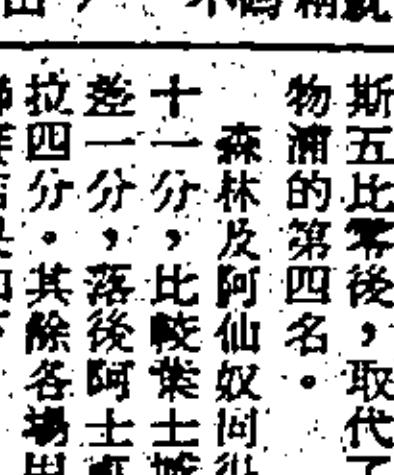 斯五比零後，取代
物浦的第四名。
森林及阿仙奴同
十一分，比較葉士
差一分，落後阿士
拉四分。其除各場